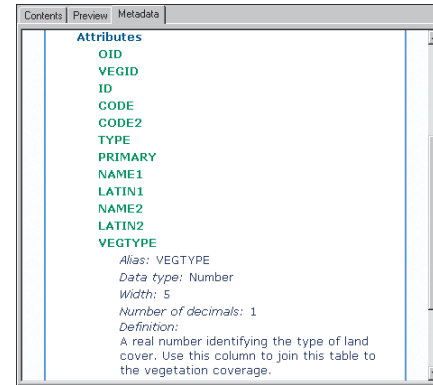 Contents Preview Metadata
Attributes
OID
VEGID
ID
CODE
CODE2
TYPE
PRIMARY
NAME1
LATIN1
NAME2
LATIN2
VEGTYPE
Alias: VEGTYPE
Data type: Number
Width: 5
Number of decimals: 1
Definition:
A real number identifying the type of land
cover. Use this column to join this table to
the vegetation coverage.